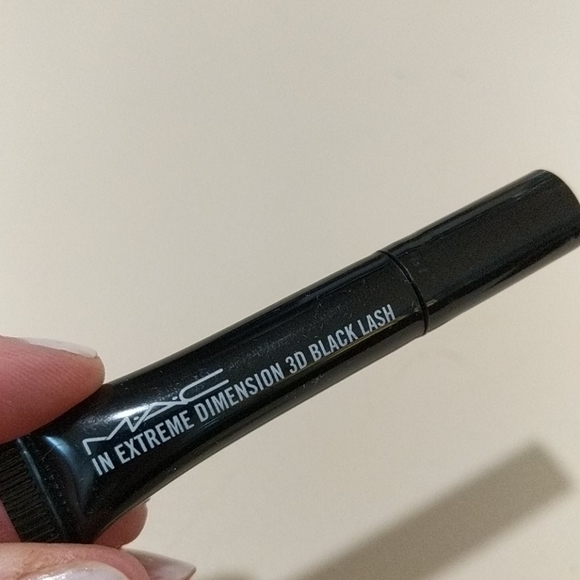 MAC
IN EXTREME DIMENSION 3D BLACK LASH